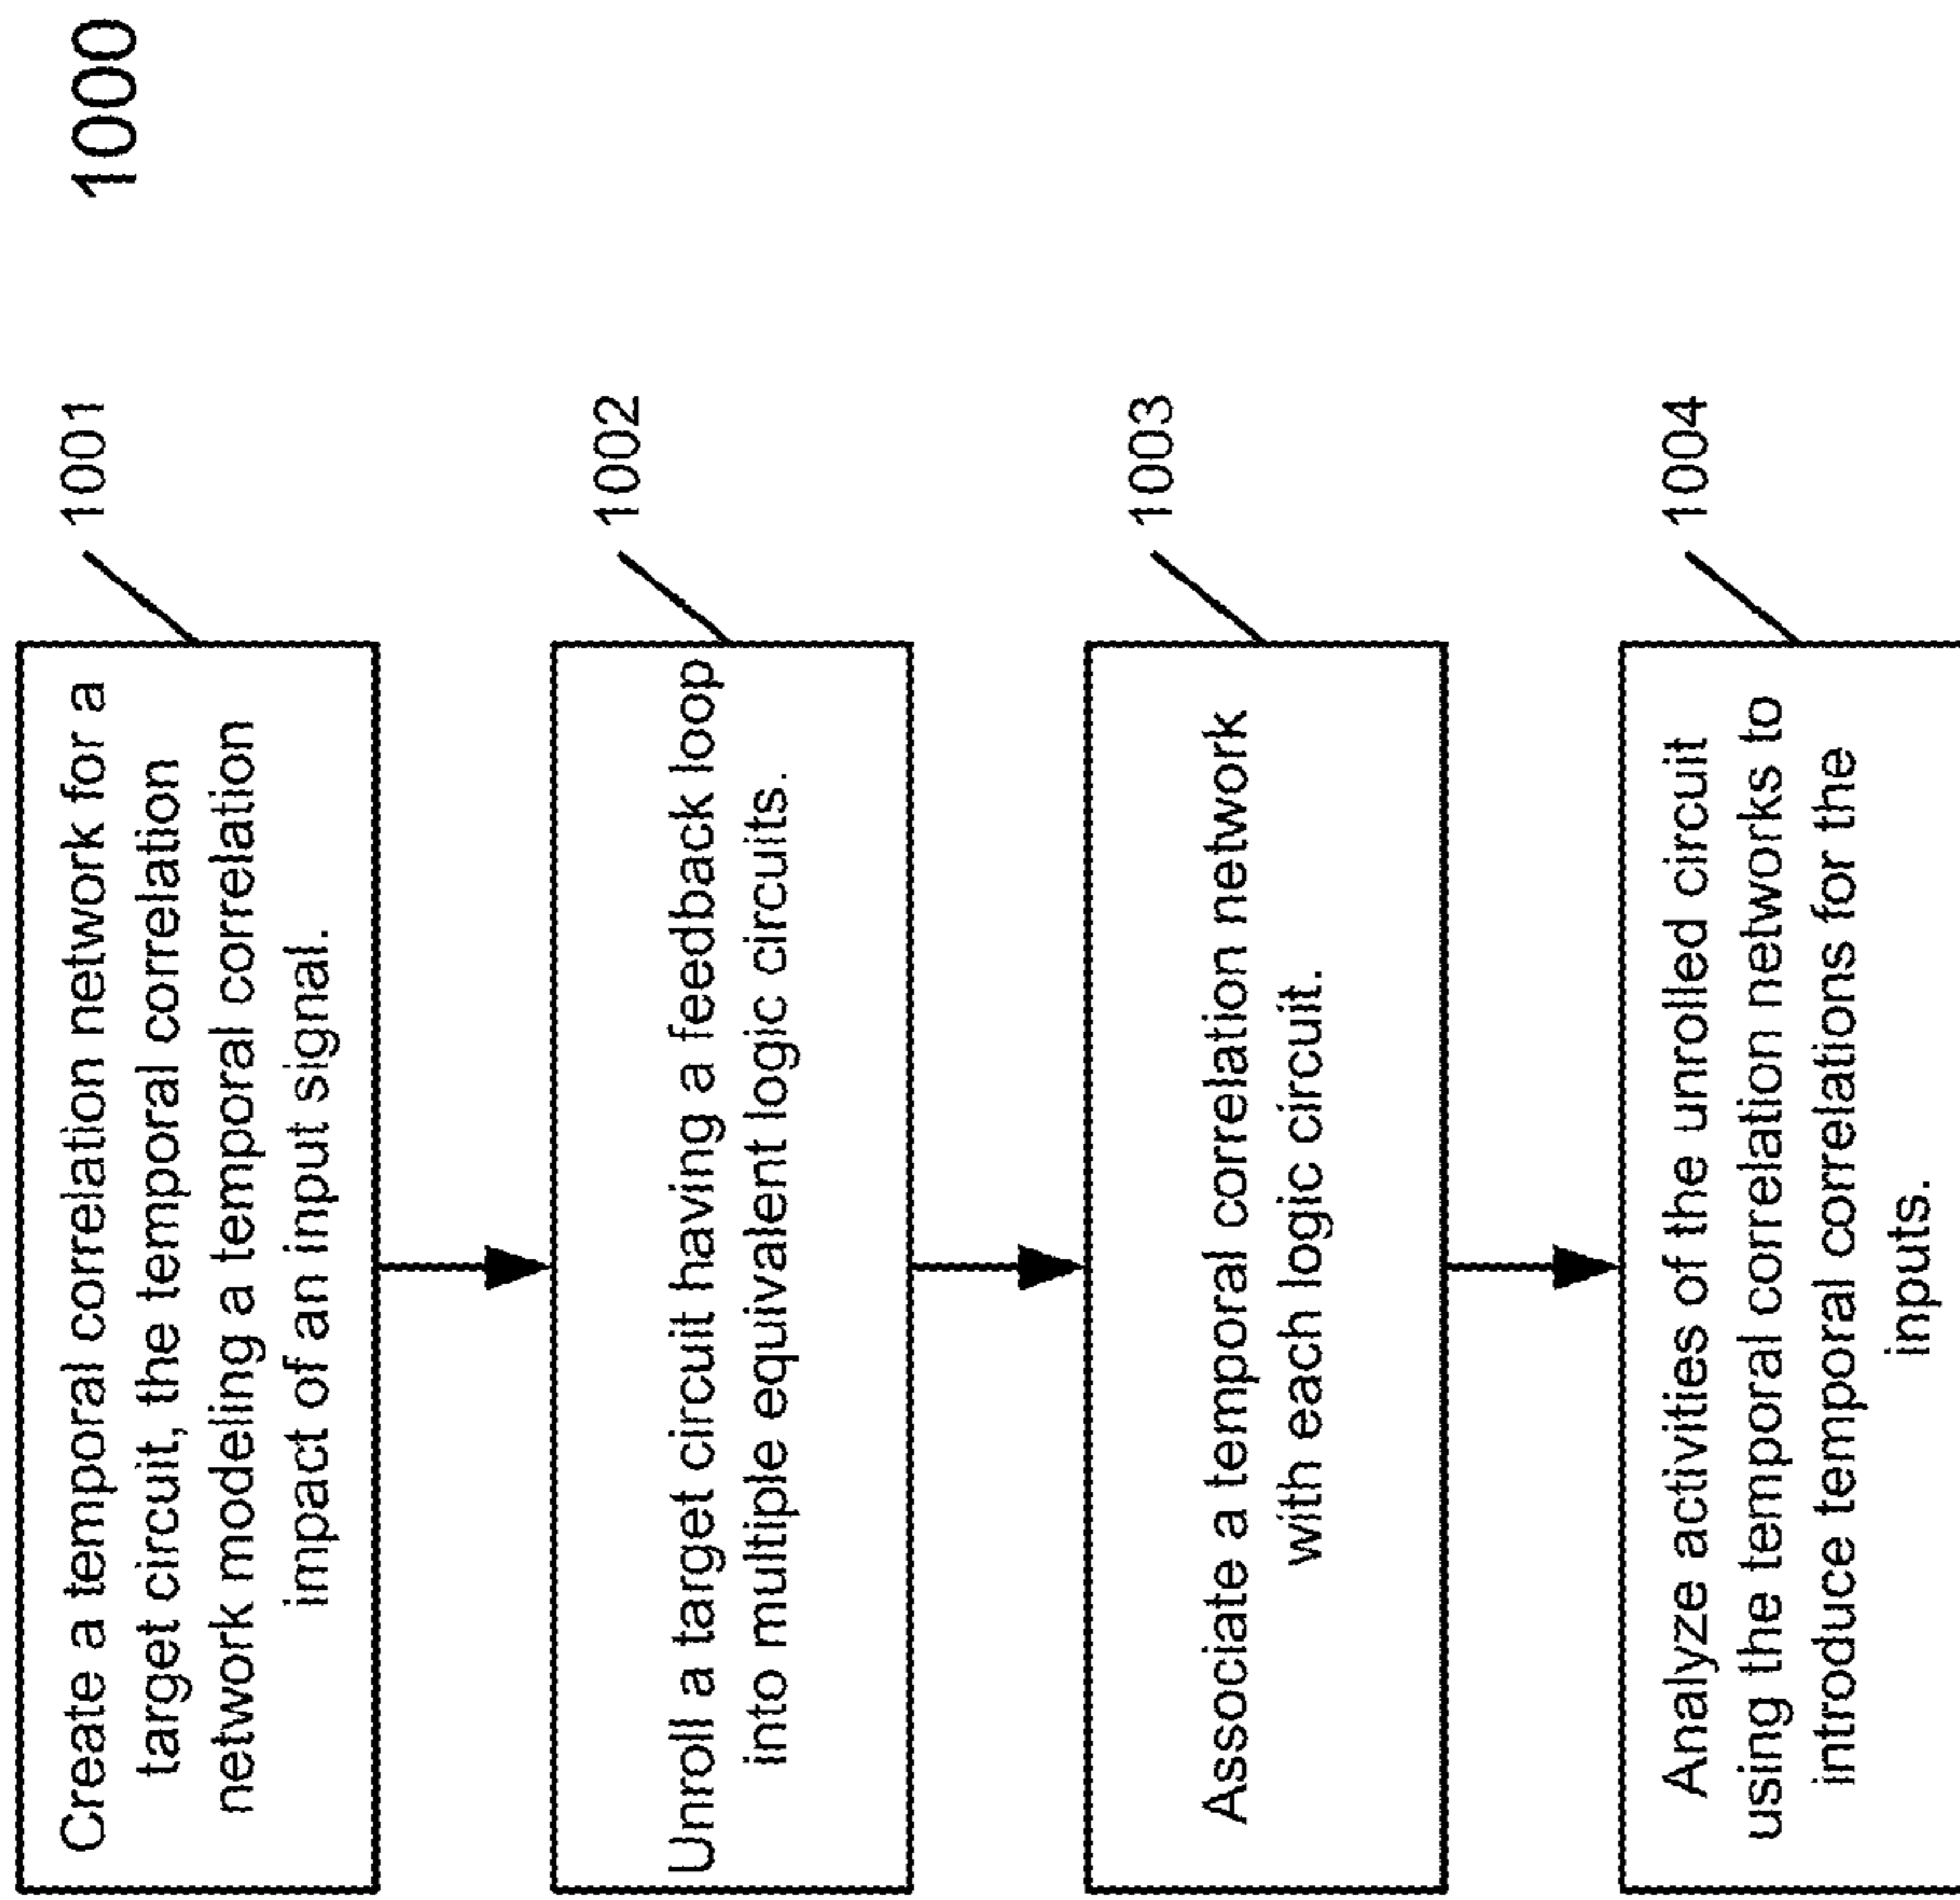 1000
1001
Create a temporal correlation network for a
target circuit, the temporal correlation
network modeling a temporal correlation
impact of an input signal.
1002
Unroll a target circuit having a feedback loop
into multiple equivalent logic circuits.
1003
Associate a temporal correlation network
with each logic circuit.
1004
Analyze activities of the unrolled circuit
using the temporal correlation networks to
introduce temporal correlations for the
inputs.